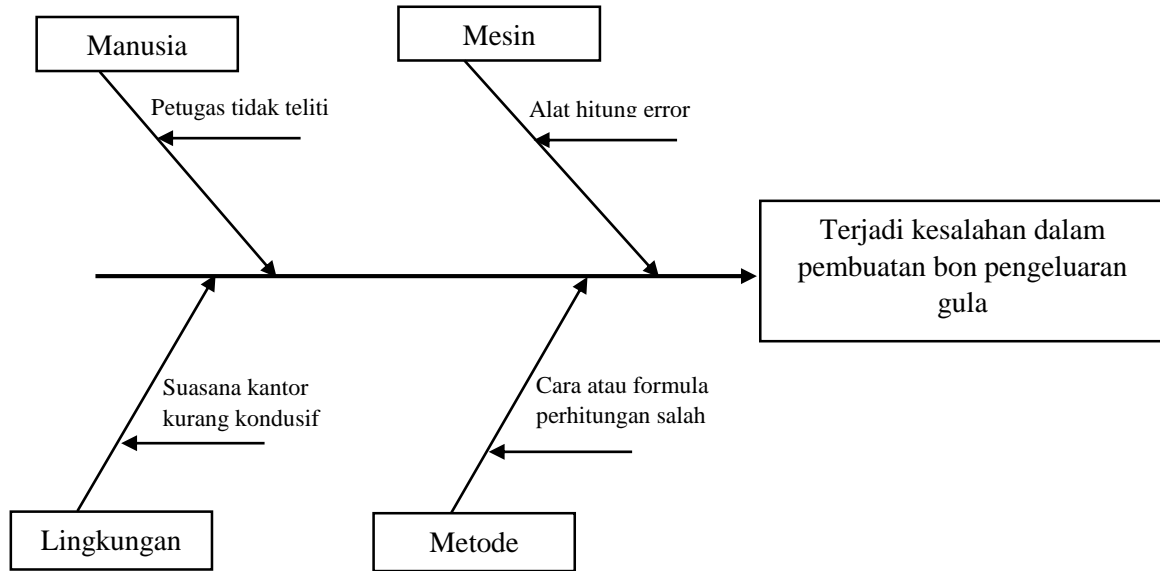 Manusia
Mesin
Petugas tidak teliti
Alat hitung error
Terjadi kesalahan dalam
pembuatan bon pengeluaran
gula
Suasana kantor
kurang kondusif
Cara atau formula
perhitungan salah
Lingkungan
Metode